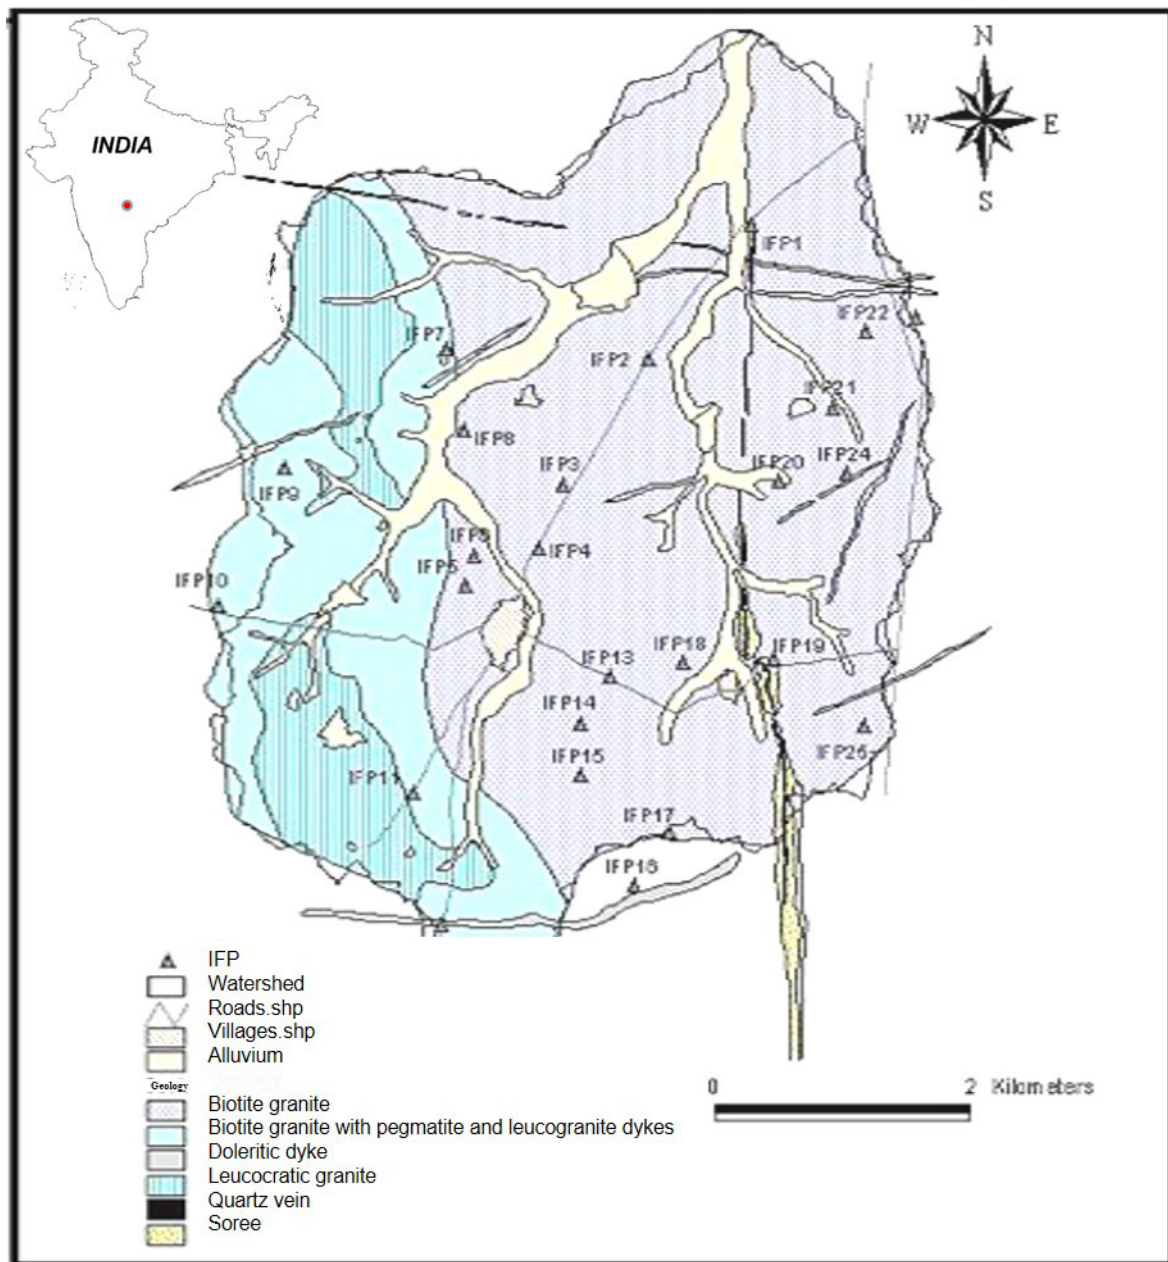 N
INDIA
W
E
S
IFP1
IFP22
IFP7
IFP2
IFP21
IFP8
IFP3
IFP20
IFP24
IFP9
IFP4
IFP5
IFP10
IFP18
IFP19
IFP13
IFP14
IFP15
IFP11
IFP17
IFP16
IFP
Watershed
Roads.shp
Villages.shp
Alluvium
Geology
Geology
0 2 Kilometers
Biotite granite
Biotite granite with pegmatite and leucogranite dykes
Doleritic dyke
Leucocratic granite
Quartz vein
Soree